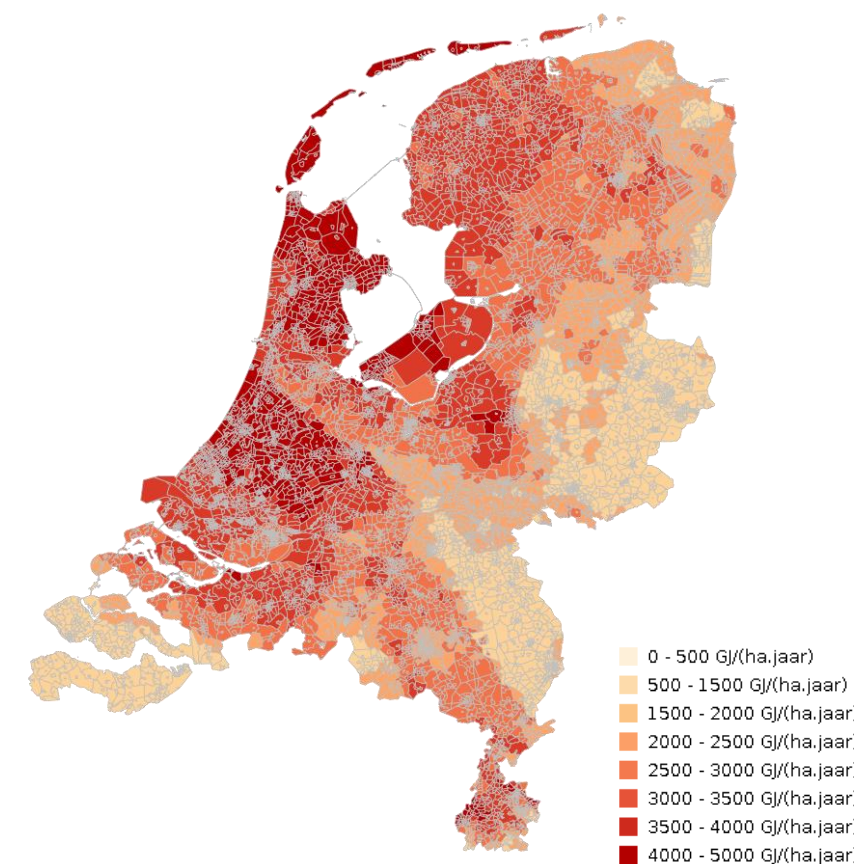 0 - 500 GJ/(ha.jaar)
500 - 1500 GJ/(ha.jaar)
1500 - 2000 GJ/(ha.jaar)
2000 - 2500 GJ/(ha.jaar)
2500 - 3000 GJ/(ha.jaar)
3000 - 3500 GJ/(ha.jaar)
3500 - 4000 GJ/(ha.jaar)
4000 - 5000 GJ/(ha.jaar)